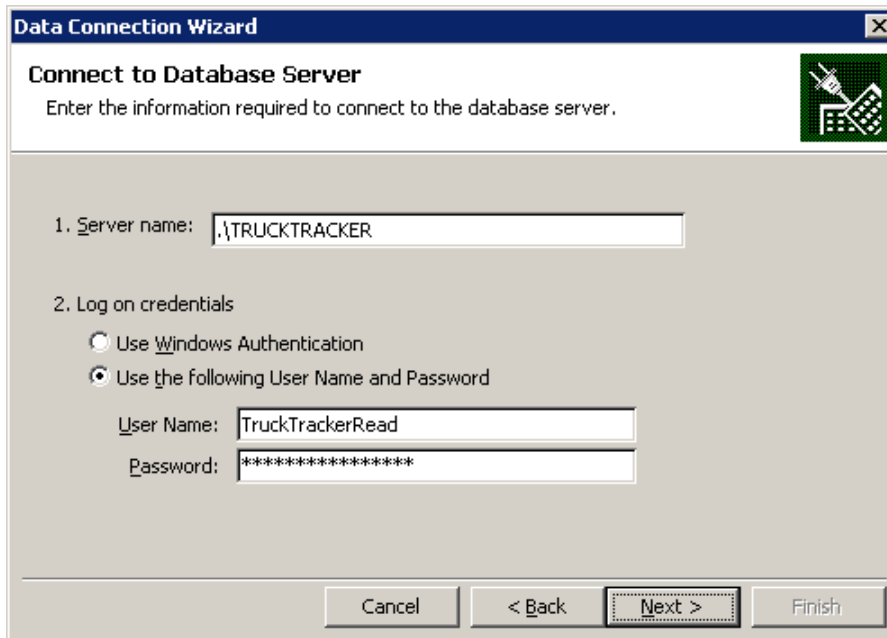 Data Connection Wizard
Connect to Database Server
Enter the information required to connect to the database server.
1. Server name: .\TRUCKTRACKER
2. Log on credentials
Use Windows Authentication
Use the following User Name and Password
User Name: TruckTrackerRead
Password: ****************
Cancel < Back Next > Finish